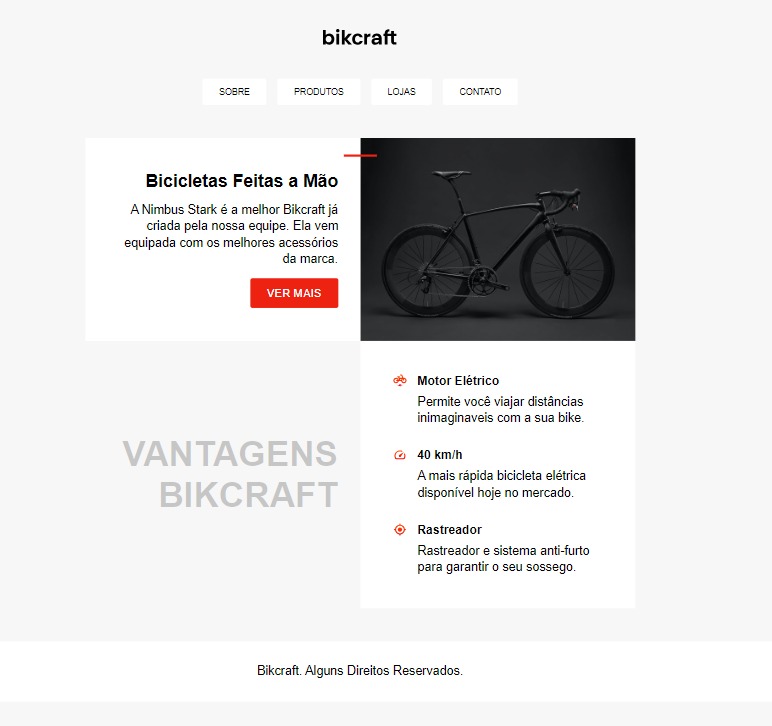 bikcraft
SOBRE PRODUTOS LOJAS CONTATO
Bicicletas Feitas a Mão
A Nimbus Stark é a melhor Bikcraft já
criada pela nossa equipe. Ela vem
equipada com os melhores acessórios
da marca.
VER MAIS
VANTAGENS
BIKCRAFT
Motor Elétrico
Permite você viajar distâncias
inimaginaveis com a sua bike.
40 km/h
A mais rápida bicicleta elétrica
disponível hoje no mercado.
Rastreador
Rastreador e sistema anti-furto
para garantir o seu sossego.
Bikcraft. Alguns Direitos Reservados.